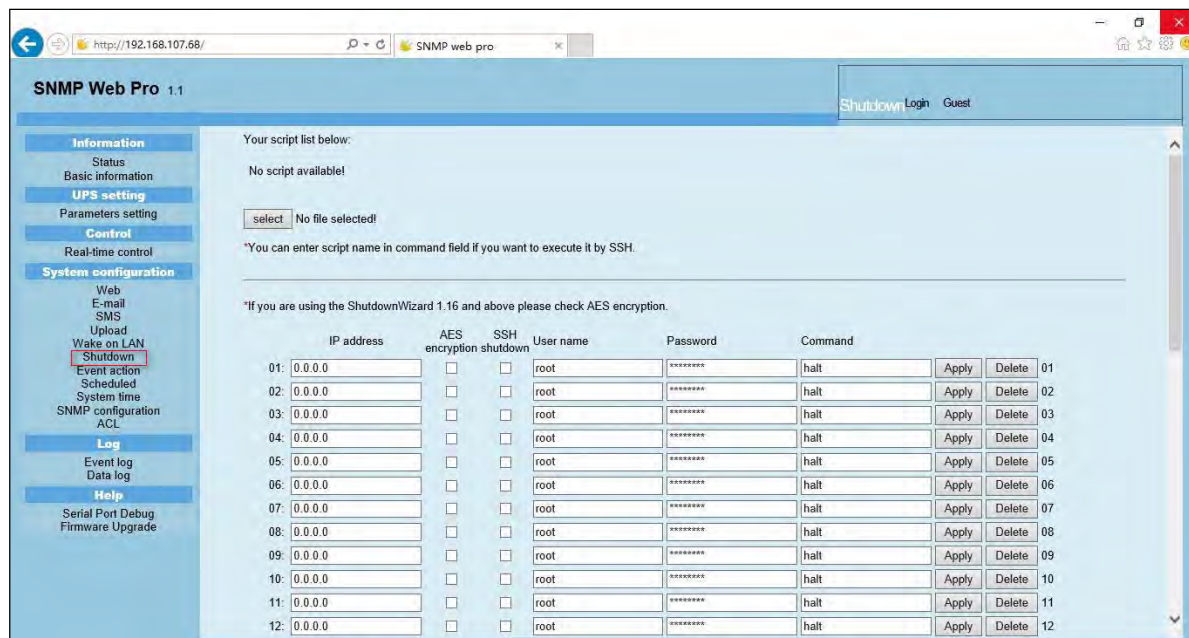 http://192.168.107.68/
SNMP web pro
SNMP Web Pro 1.1
Shutdown Login Guest
Information
Status
Basic information
UPS setting
Parameters setting
Control
Real-time control
System configuration
Web
E-mail
SMS
Upload
Wake on LAN
Shutdown
Event action
Scheduled
System time
SNMP configuration
ACL
Log
Event log
Data log
Help
Serial Port Debug
Firmware Upgrade
Your script list below:
No script available!
select No file selected!
*You can enter script name in command field if you want to execute it by SSH.
*If you are using the ShutdownWizard 1.16 and above please check AES encryption.
IP address AES encryption SSH shutdown User name Password Command
01: 0.0.0.0 root ******** halt Apply Delete 01
02: 0.0.0.0 root ******** halt Apply Delete 02
03: 0.0.0.0 root ******** halt Apply Delete 03
04: 0.0.0.0 root ******** halt Apply Delete 04
05: 0.0.0.0 root ******** halt Apply Delete 05
06: 0.0.0.0 root ******** halt Apply Delete 06
07: 0.0.0.0 root ******** halt Apply Delete 07
08: 0.0.0.0 root ******** halt Apply Delete 08
09: 0.0.0.0 root ******** halt Apply Delete 09
10: 0.0.0.0 root ******** halt Apply Delete 10
11: 0.0.0.0 root ******** halt Apply Delete 11
12: 0.0.0.0 root ******** halt Apply Delete 12